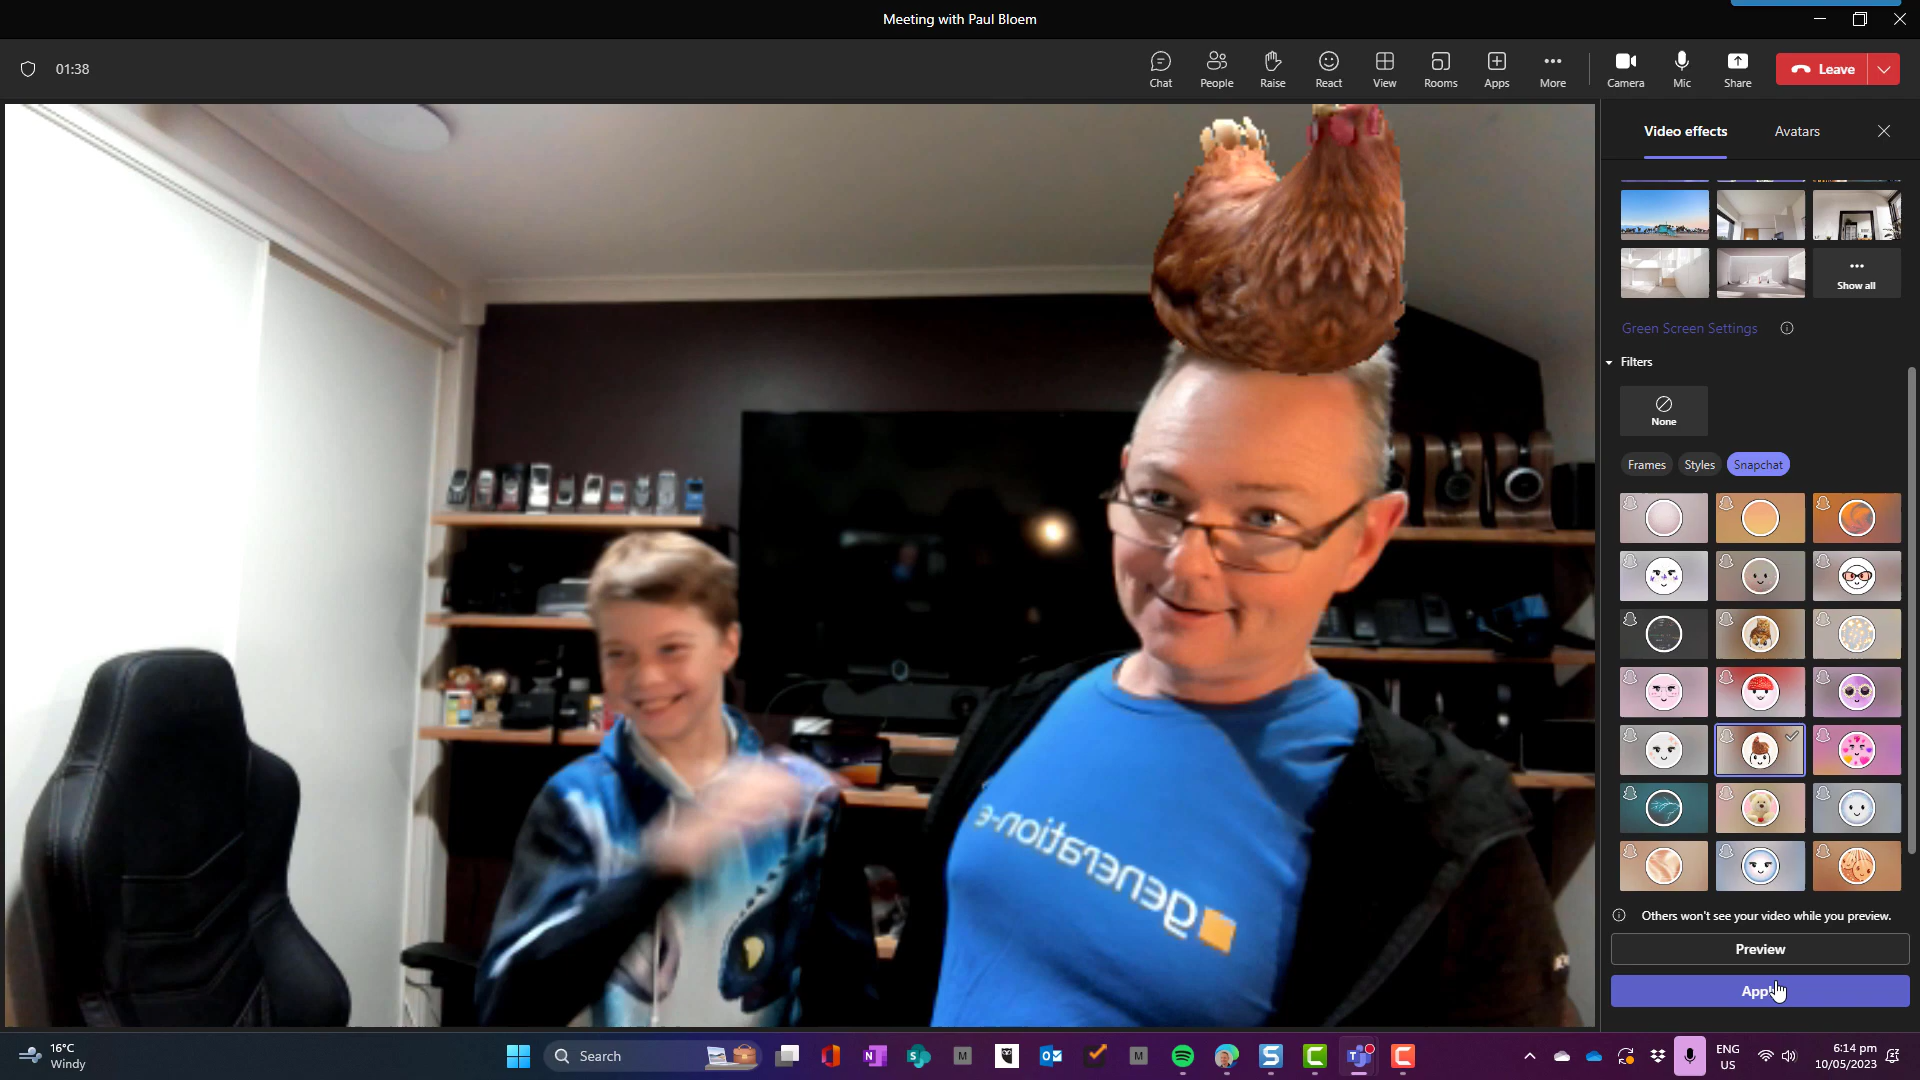 Meeting with Paul Bloem
01:38
Chat
People
Raise
React
View
Rooms
Apps
More
Camera
Mic
Share
Leave
Video effects
Avatars
Show all
Green Screen Settings
Filters
None
Frames
Styles
Snapchat
generation-e
Others won't see your video while you preview.
Preview
Apply
16°C
Windy
Search
M
M
ENG
US
6:14 pm
10/05/2023